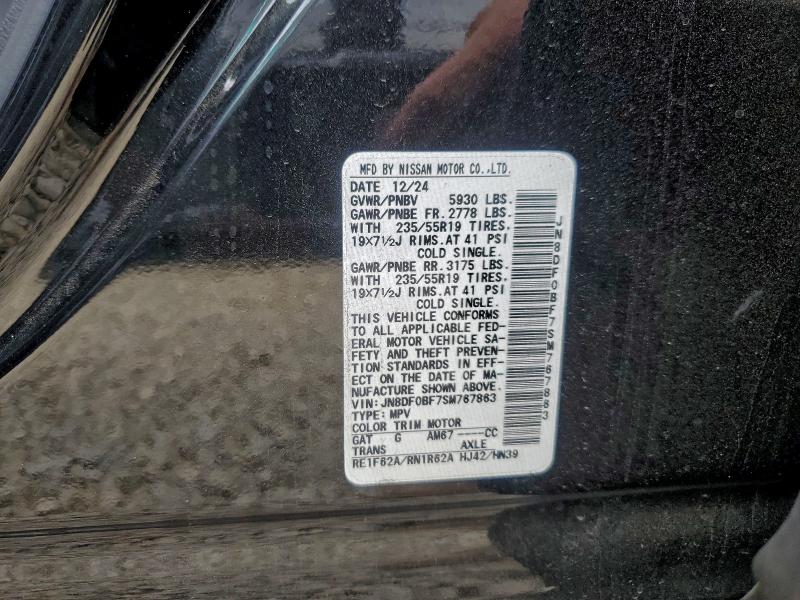 MFD BY NISSAN MOTOR CO.,LTD.
DATE 12/24
GVWR/PNBV 5930 LBS.
GAWR/PNBE FR. 2778 LBS.
WITH 235/55R19 TIRES.
19X7½J RIMS.AT 41 PSI
COLD SINGLE.
GAWR/PNBE RR. 3175 LBS.
WITH 235/55R19 TIRES.
19X7½J RIMS.AT 41 PSI
COLD SINGLE.
THIS VEHICLE CONFORMS
TO ALL APPLICABLE FED-
ERAL MOTOR VEHICLE SA-
FETY AND THEFT PREVEN-
TION STANDARDS IN EFF-
ECT ON THE DATE OF MA-
NUFACTURE SHOWN ABOVE.
VIN: JN8DF0BF7SM767863
TYPE: MPV
COLOR TRIM MOTOR
GAT G AM67 ----CC
TRANS AXLE
RE1F62A/RN1R62A HJ42/HN39
JN8DF0BF7SM767863